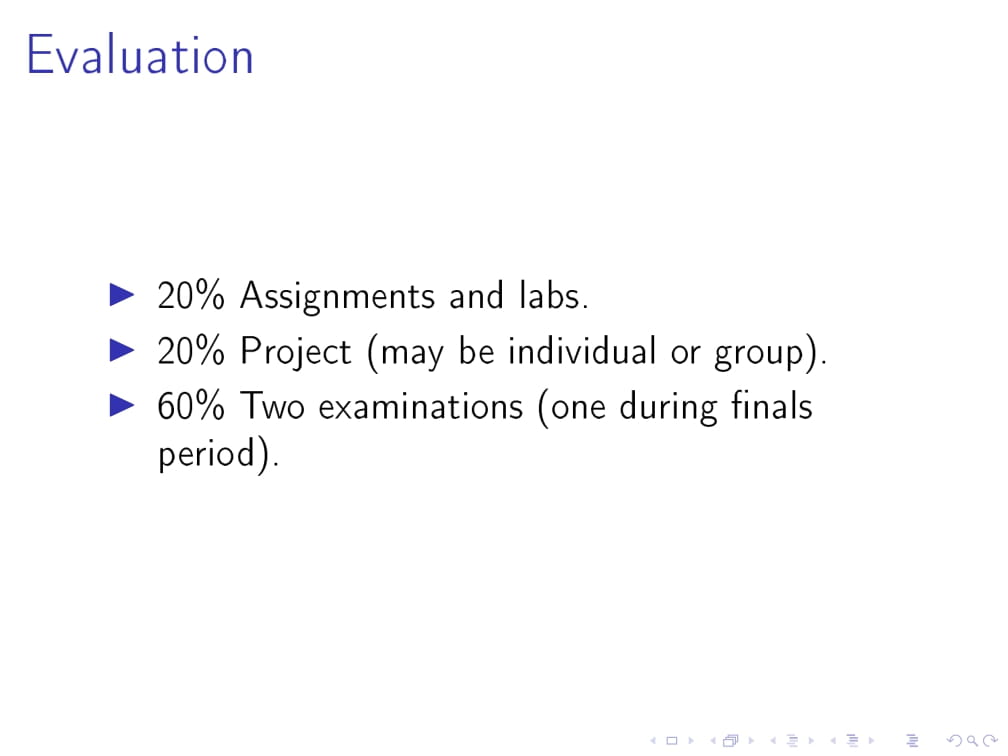 Evaluation
20% Assignments and labs.
20% Project (may be individual or group).
60% Two examinations (one during finals
period).